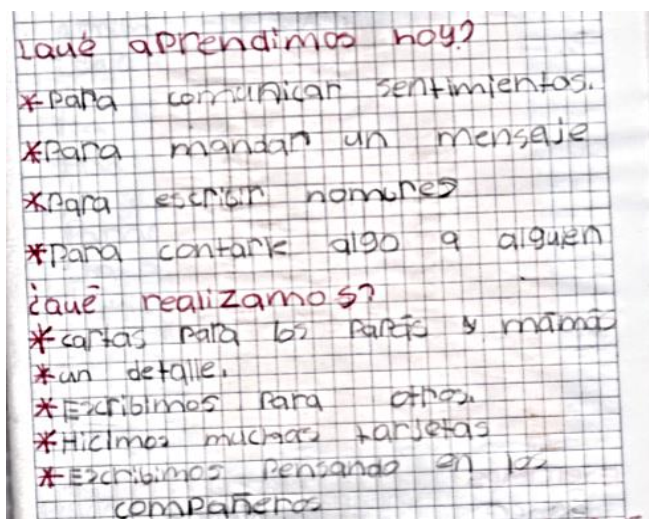 ¿qué aprendimos hoy?
*para comunicar sentimientos.
*para mandar un mensaje
*para escribir nombres
*para contarle algo a alguien
¿qué realizamos?
*cartas para los papás y mamás
*un detalle.
*Escribimos para otros.
*Hicimos muchas tarjetas
*Escribimos pensando en los
compañeros